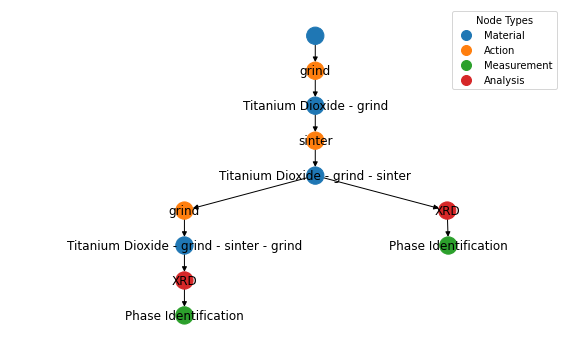 Node Types
Material
Action
Measurement
Analysis
grind
Titanium Dioxide - grind
sinter
Titanium Dioxide - grind - sinter
grind
XRD
Titanium Dioxide - grind - sinter - grind
Phase Identification
XRD
Phase Identification